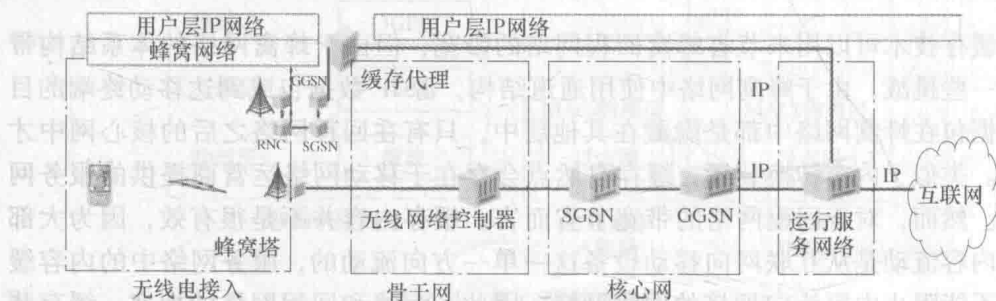 用户层IP网络
用户层IP网络
蜂窝网络
GGSN
缓存代理
IP
RNC
SGSN
IP
IP
互联网
无线网络控制器
SGSN
GGSN
运行服
务网络
蜂窝塔
无线电接入
骨干网
核心网